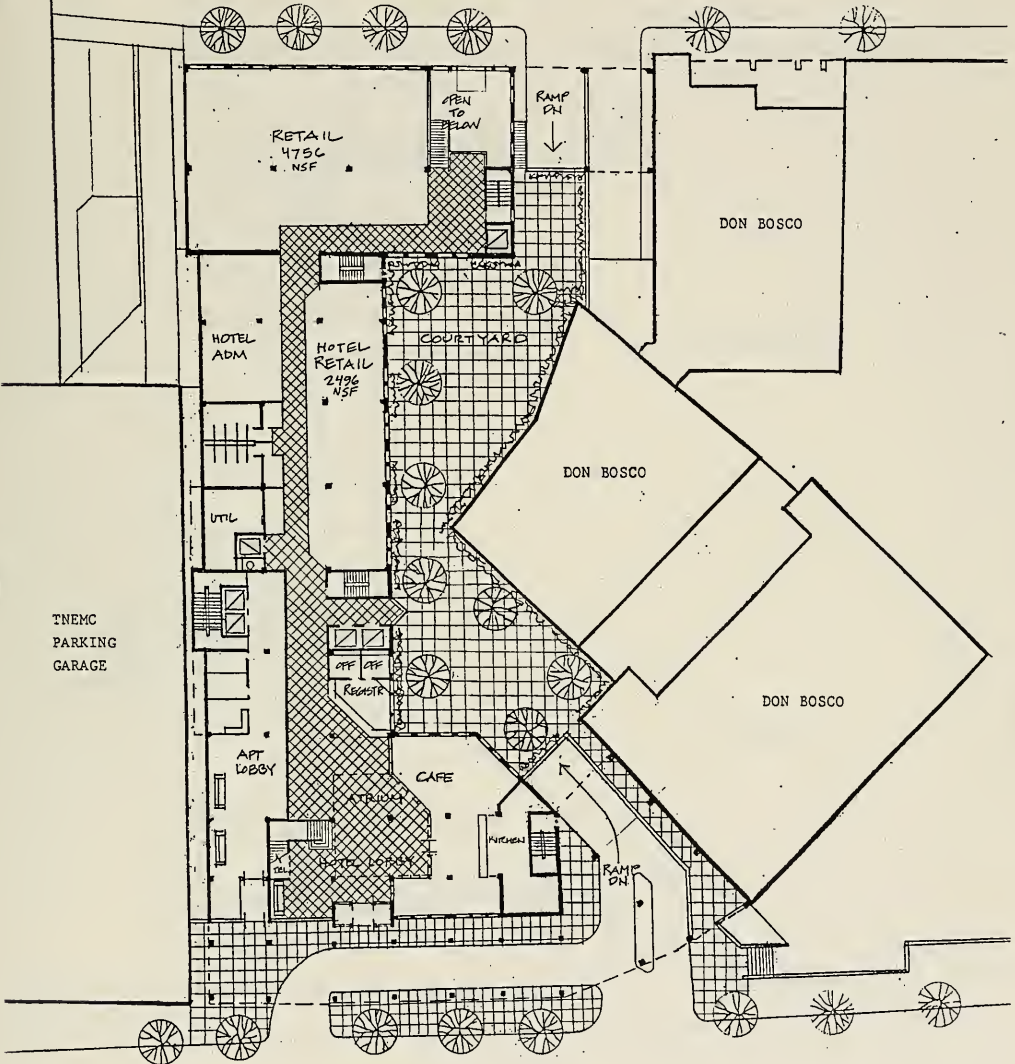 OPEN
TO
BELOW
RAMP
DN
RETAIL
4756
NSF
DON BOSCO
HOTEL
ADM
HOTEL
RETAIL
2496
NSF
COURTYARD
DON BOSCO
UTIL
TNEMC
PARKING
GARAGE
OFF
OFF
REGISTR
DON BOSCO
APT
LOBBY
CAFE
ATRIUM
KITCHEN
HOTEL LOBBY
TEL
RAMP
DN